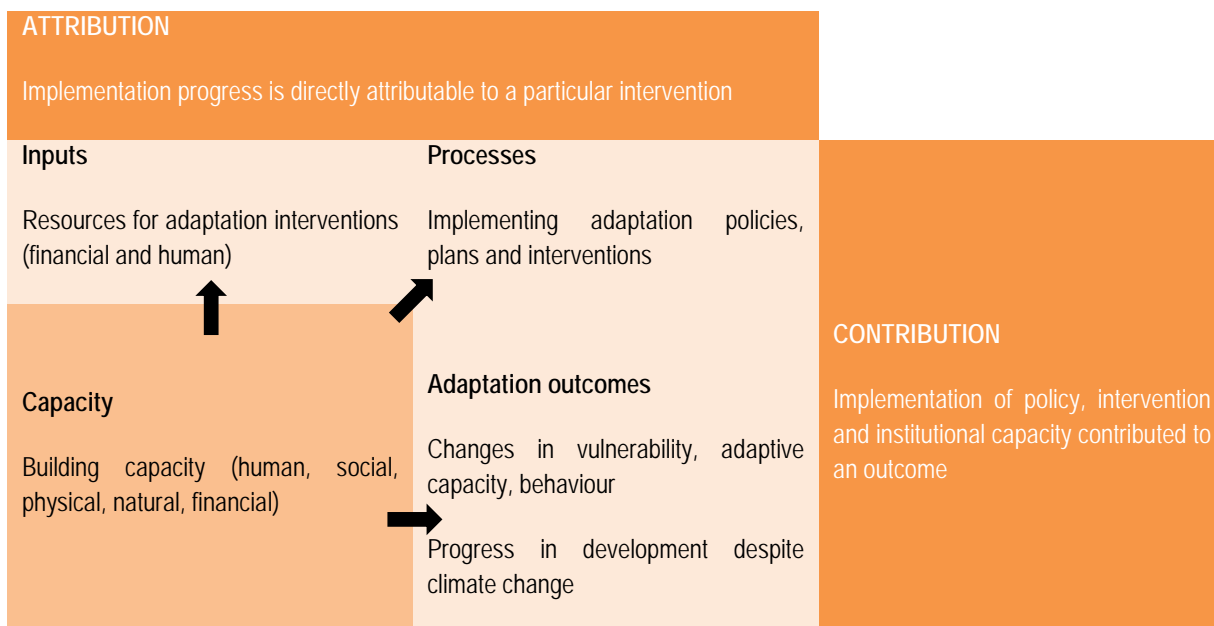 ATTRIBUTION
Implementation progress is directly attributable to a particular intervention
Inputs
Resources for adaptation interventions
(financial and human)
Processes
Implementing adaptation policies,
plans and interventions
Capacity
Building capacity (human, social,
physical, natural, financial)
Adaptation outcomes
Changes in vulnerability, adaptive
capacity, behaviour
Progress in development despite
climate change
CONTRIBUTION
Implementation of policy, intervention
and institutional capacity contributed to
an outcome